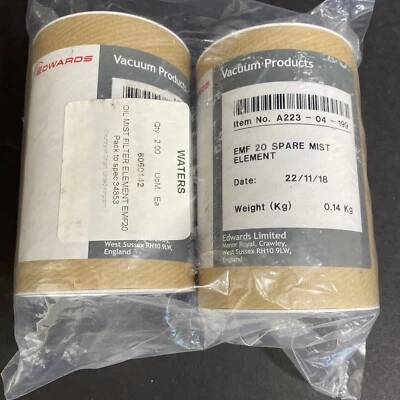 EDWARDS
Vacuum Products
WATERS
Qty: 2.00 UoM: Ea
6050142
OIL MIST FILTER ELEMENT EMF20
Pack to spec 34853
West Sussex RH10 9LW,
England
Vacuum Products
Item No. A223 - 04 - 199
EMF 20 SPARE MIST
ELEMENT
Date: 22/11/18
Weight (Kg) 0.14 Kg
Edwards Limited
Manor Royal, Crawley,
West Sussex RH10 9LW,
England